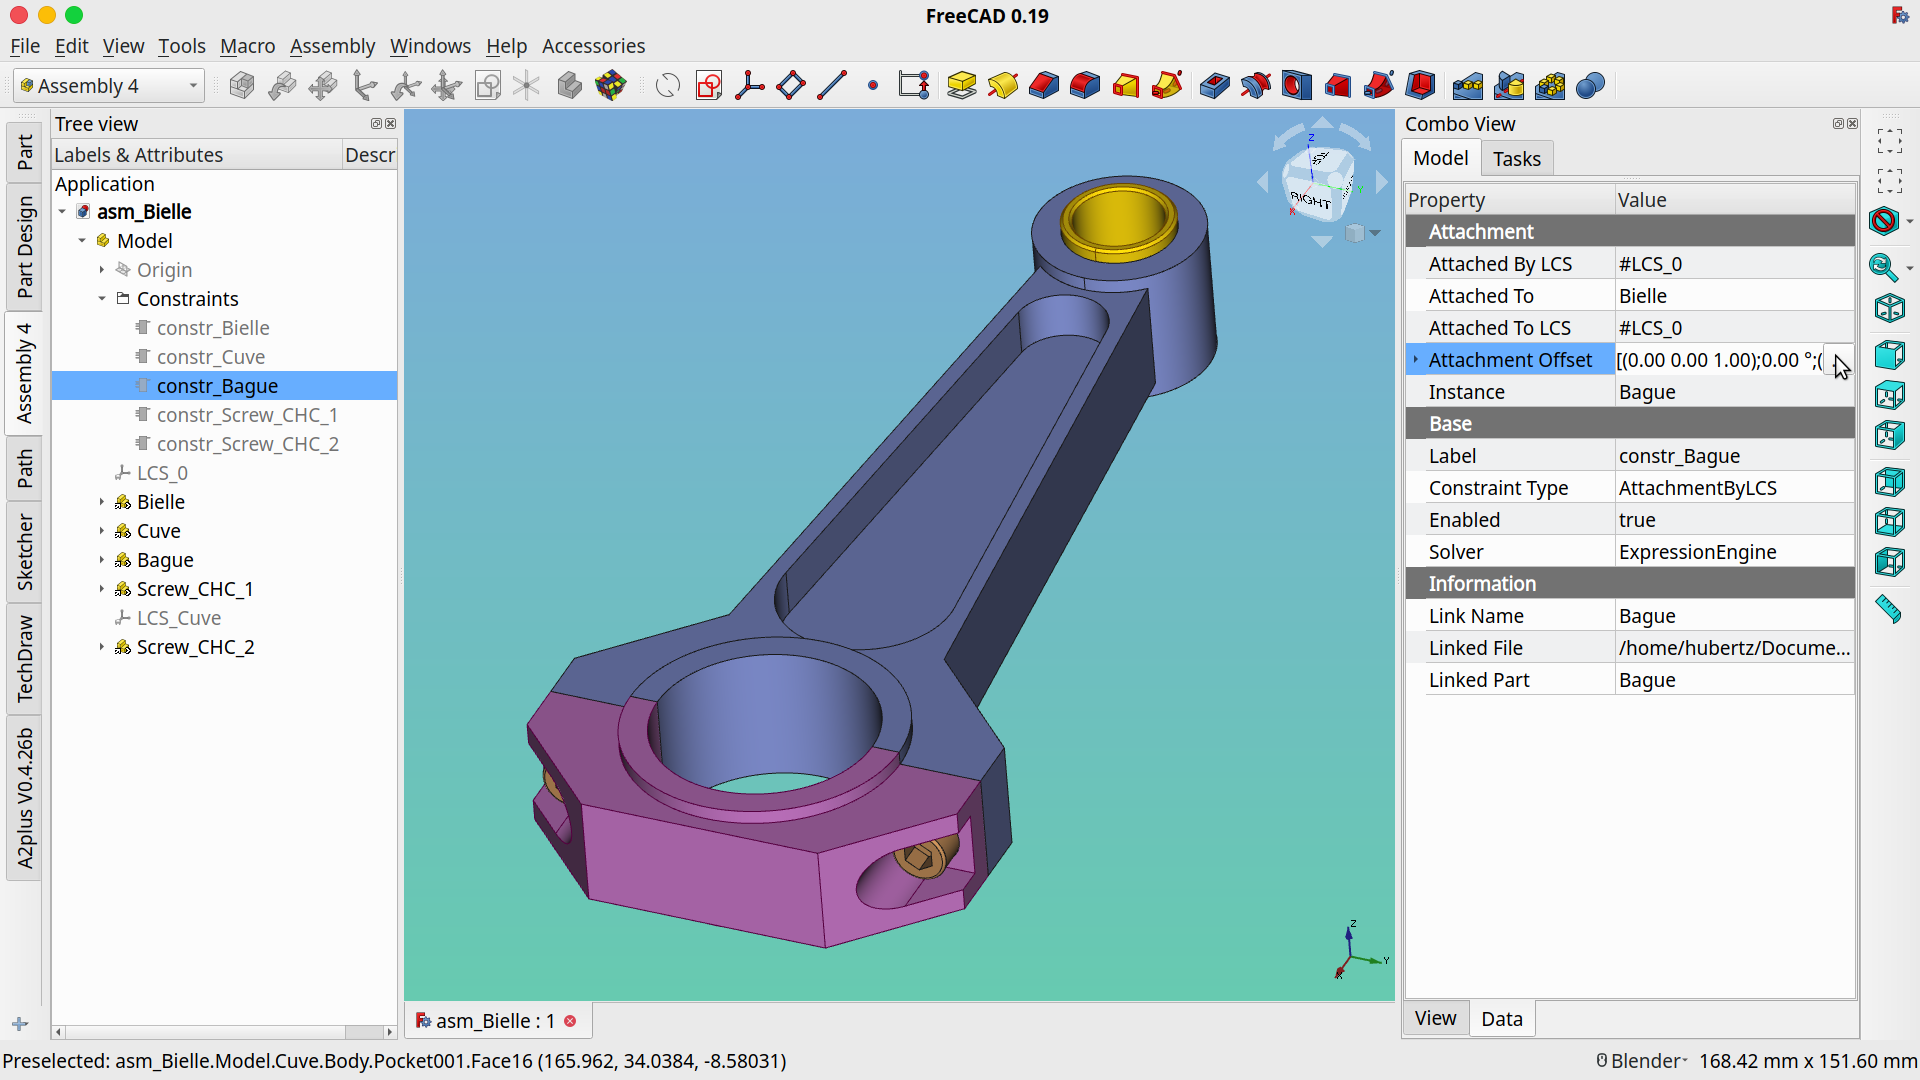 FreeCAD 0.19
File Edit View Tools Macro Assembly Windows Help Accessories
Assembly 4
Part
Part Design
Assembly 4
Path
Sketcher
TechDraw
A2plus V0.4.26b
Tree view
Labels & Attributes Descr
Application
asm_Bielle
Model
Origin
Constraints
constr_Bielle
constr_Cuve
constr_Bague
constr_Screw_CHC_1
constr_Screw_CHC_2
LCS_0
Bielle
Cuve
Bague
Screw_CHC_1
LCS_Cuve
Screw_CHC_2
Z
Y
X
RIGHT
Z
Y
X
asm_Bielle : 1
Combo View
Model Tasks
Property Value
Attachment
Attached By LCS #LCS_0
Attached To Bielle
Attached To LCS #LCS_0
Attachment Offset [(0.00 0.00 1.00);0.00 °;(
Instance Bague
Base
Label constr_Bague
Constraint Type AttachmentByLCS
Enabled true
Solver ExpressionEngine
Information
Link Name Bague
Linked File /home/hubertz/Docume...
Linked Part Bague
View Data
Preselected: asm_Bielle.Model.Cuve.Body.Pocket001.Face16 (165.962, 34.0384, -8.58031)
Blender 168.42 mm x 151.60 mm